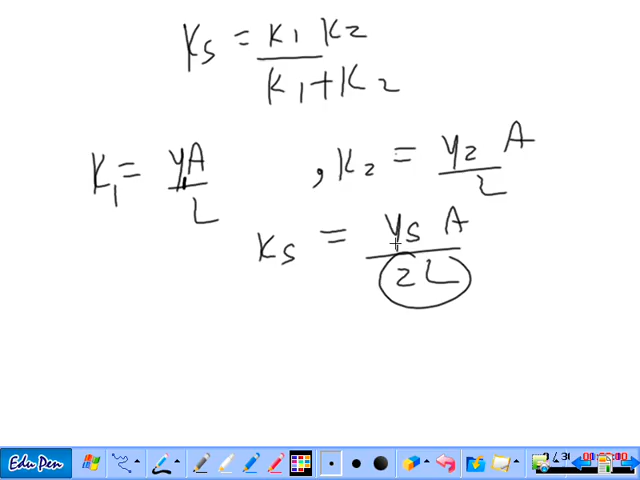 Ks = K1 K2 / K1 + K2
K1 = YA / L , K2 = Y2 A / L
Ks = Ys A / 2L
Edu Pen